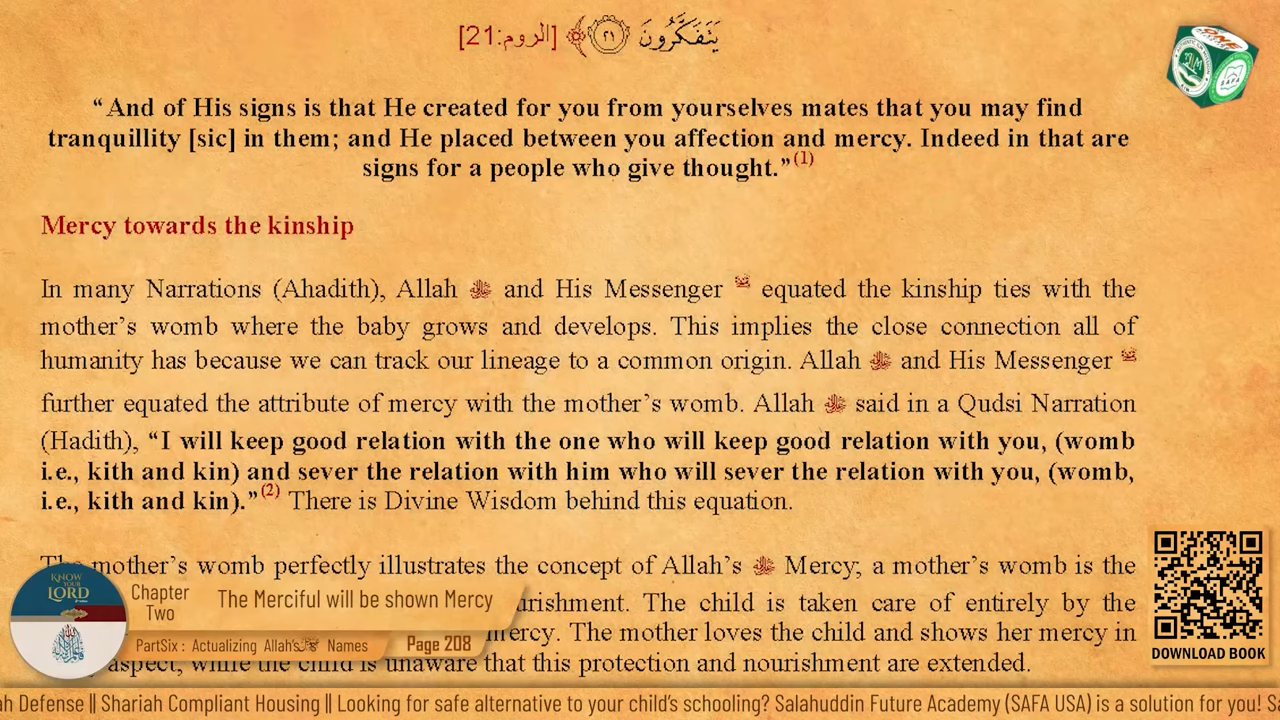 يَتَفَكَّرُونَ ﴿٢١﴾ [الروم:21]
“And of His signs is that He created for you from yourselves mates that you may find
tranquillity [sic] in them; and He placed between you affection and mercy. Indeed in that are
signs for a people who give thought.”(1)
Mercy towards the kinship
In many Narrations (Ahadith), Allah ﷻ and His Messenger ﷺ equated the kinship ties with the
mother’s womb where the baby grows and develops. This implies the close connection all of
humanity has because we can track our lineage to a common origin. Allah ﷻ and His Messenger ﷺ
further equated the attribute of mercy with the mother’s womb. Allah ﷻ said in a Qudsi Narration
(Hadith), “I will keep good relation with the one who will keep good relation with you, (womb
i.e., kith and kin) and sever the relation with him who will sever the relation with you, (womb,
i.e., kith and kin).”(2) There is Divine Wisdom behind this equation.
The mother’s womb perfectly illustrates the concept of Allah’s ﷻ Mercy; a mother’s womb is the
urishment. The child is taken care of entirely by the
mercy. The mother loves the child and shows her mercy in
aspect, while the child is unaware that this protection and nourishment are extended.
KNOW
YOUR
LORD
Chapter
Two
The Merciful will be shown Mercy
PartSix : Actualizing Allah's ﷻ Names
Page 208
ONE
SAFA
DOWNLOAD BOOK
ah Defense || Shariah Compliant Housing || Looking for safe alternative to your child's schooling? Salahuddin Future Academy (SAFA USA) is a solution for you! Sa